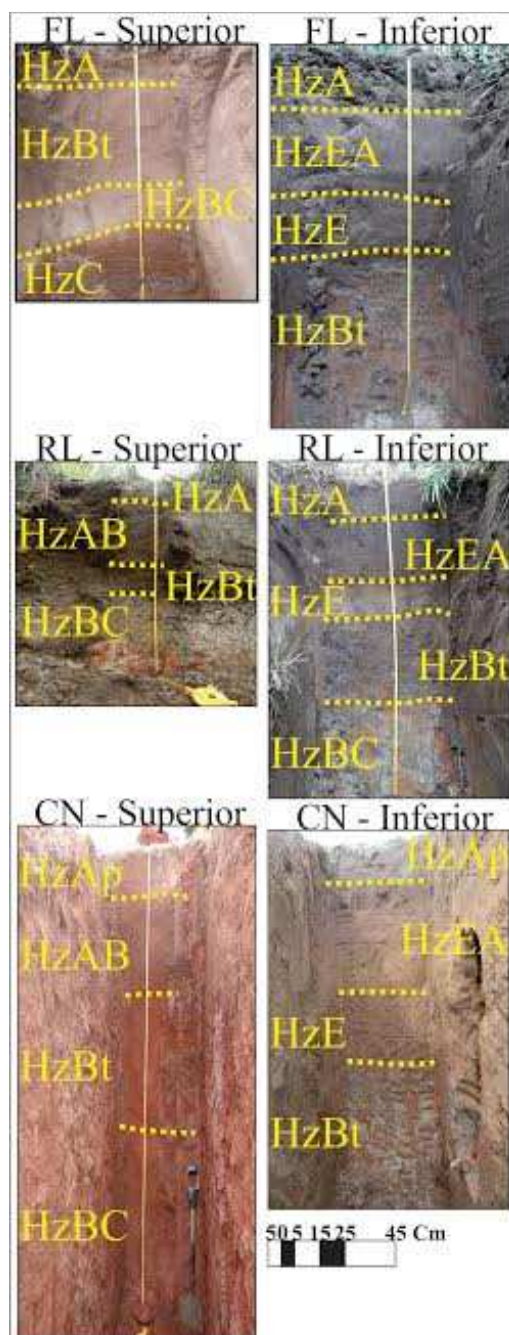 FL - Superior
HzA
HzBt
HzBC
HzC
FL - Inferior
HzA
HzEA
HzE
HzBt
RL - Superior
HzA
HzAB
HzBt
HzBC
RL - Inferior
HzA
HzEA
HzE
HzBt
HzBC
CN - Superior
HzAp
HzAB
HzBt
HzBC
CN - Inferior
HzAp
HzEA
HzE
HzBt
50 5 1525 45 Cm